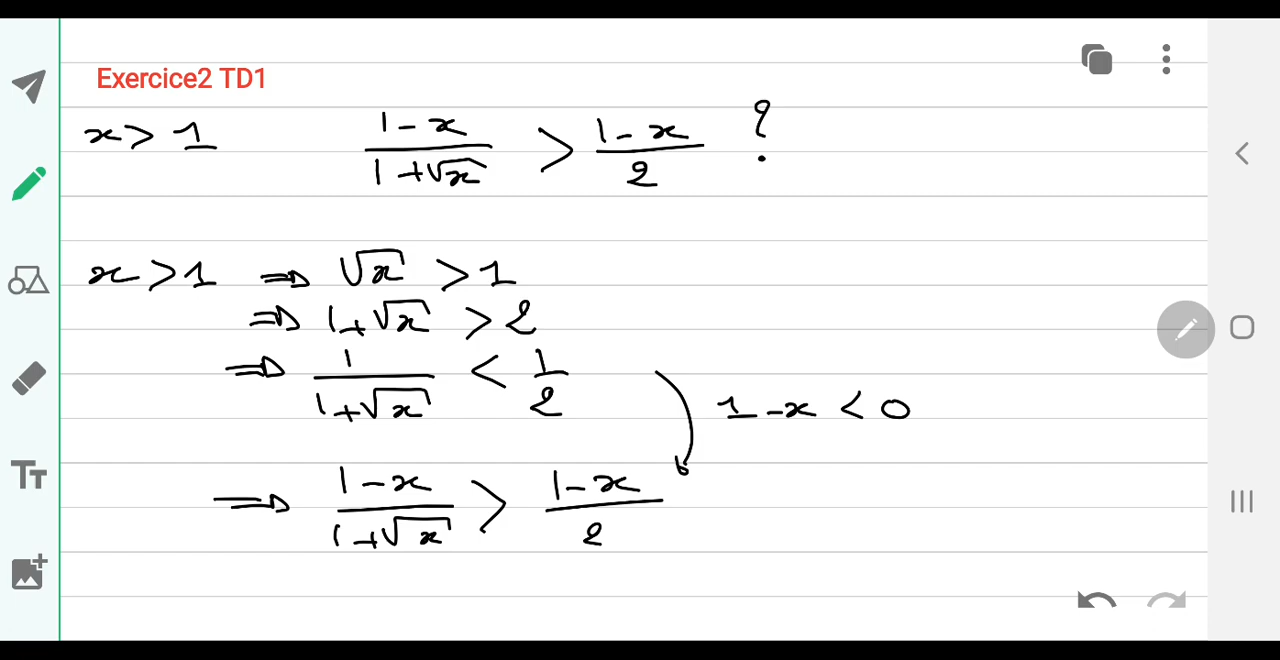 Exercice2 TD1
x > 1 (1-x)/(1+√x) > (1-x)/2 ?
x > 1 ⇒ √x > 1
⇒ 1+√x > 2
⇒ 1/(1+√x) < 1/2
1-x < 0
⇒ (1-x)/(1+√x) > (1-x)/2
TT